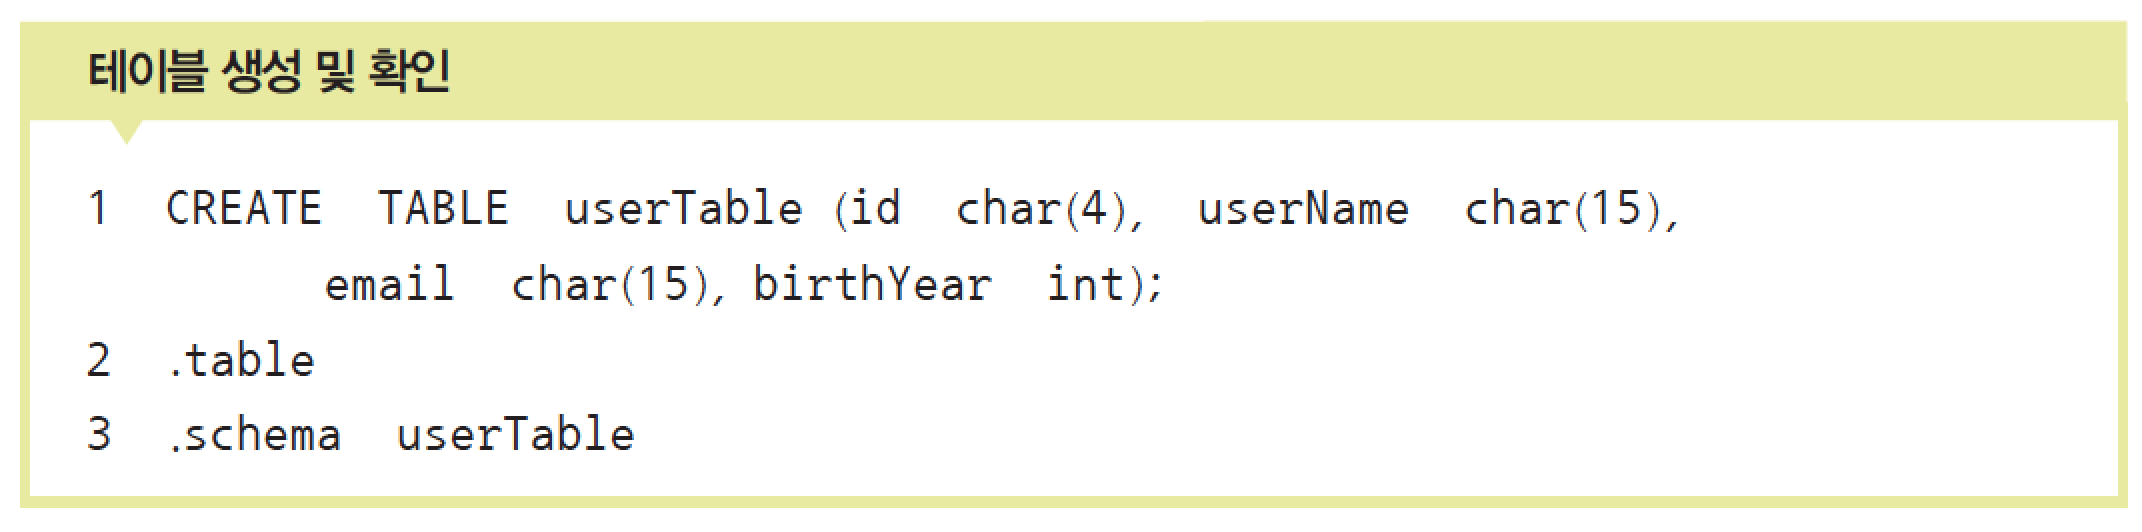 테이블 생성 및 확인
1 CREATE TABLE userTable (id char(4), userName char(15),
email char(15), birthYear int);
2 .table
3 .schema userTable